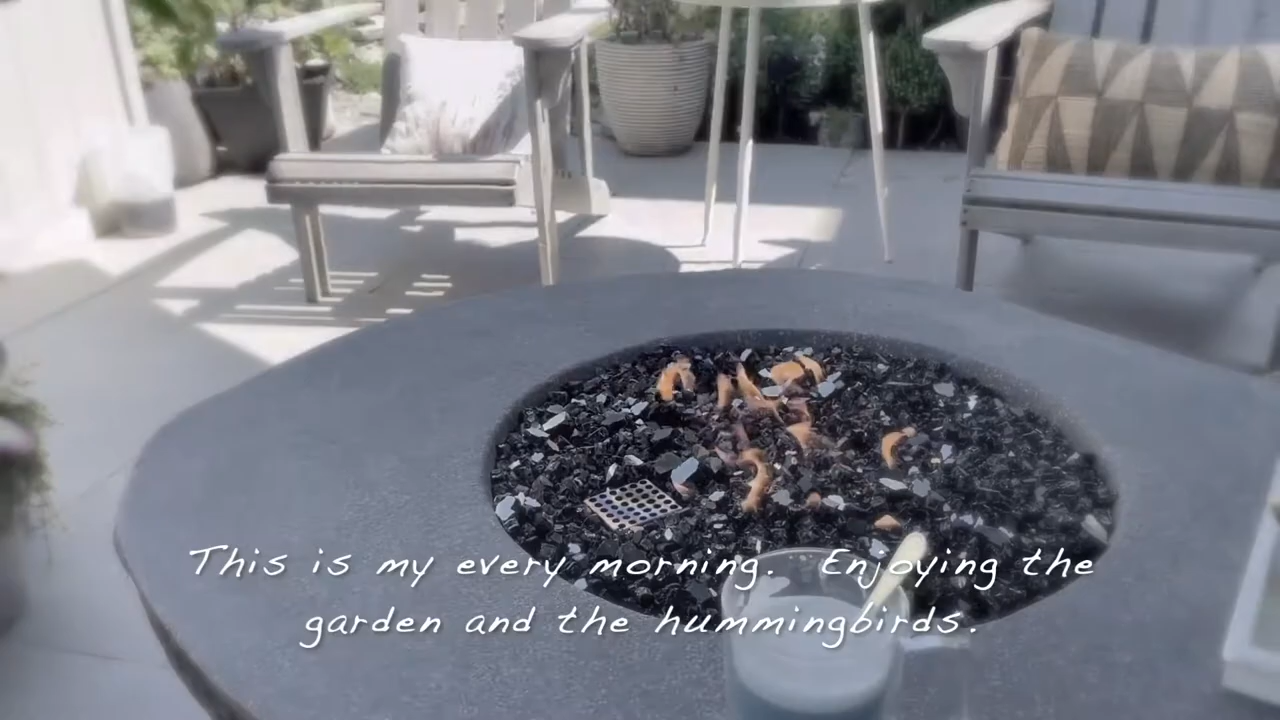 This is my every morning.  Enjoying the
garden and the hummingbirds.